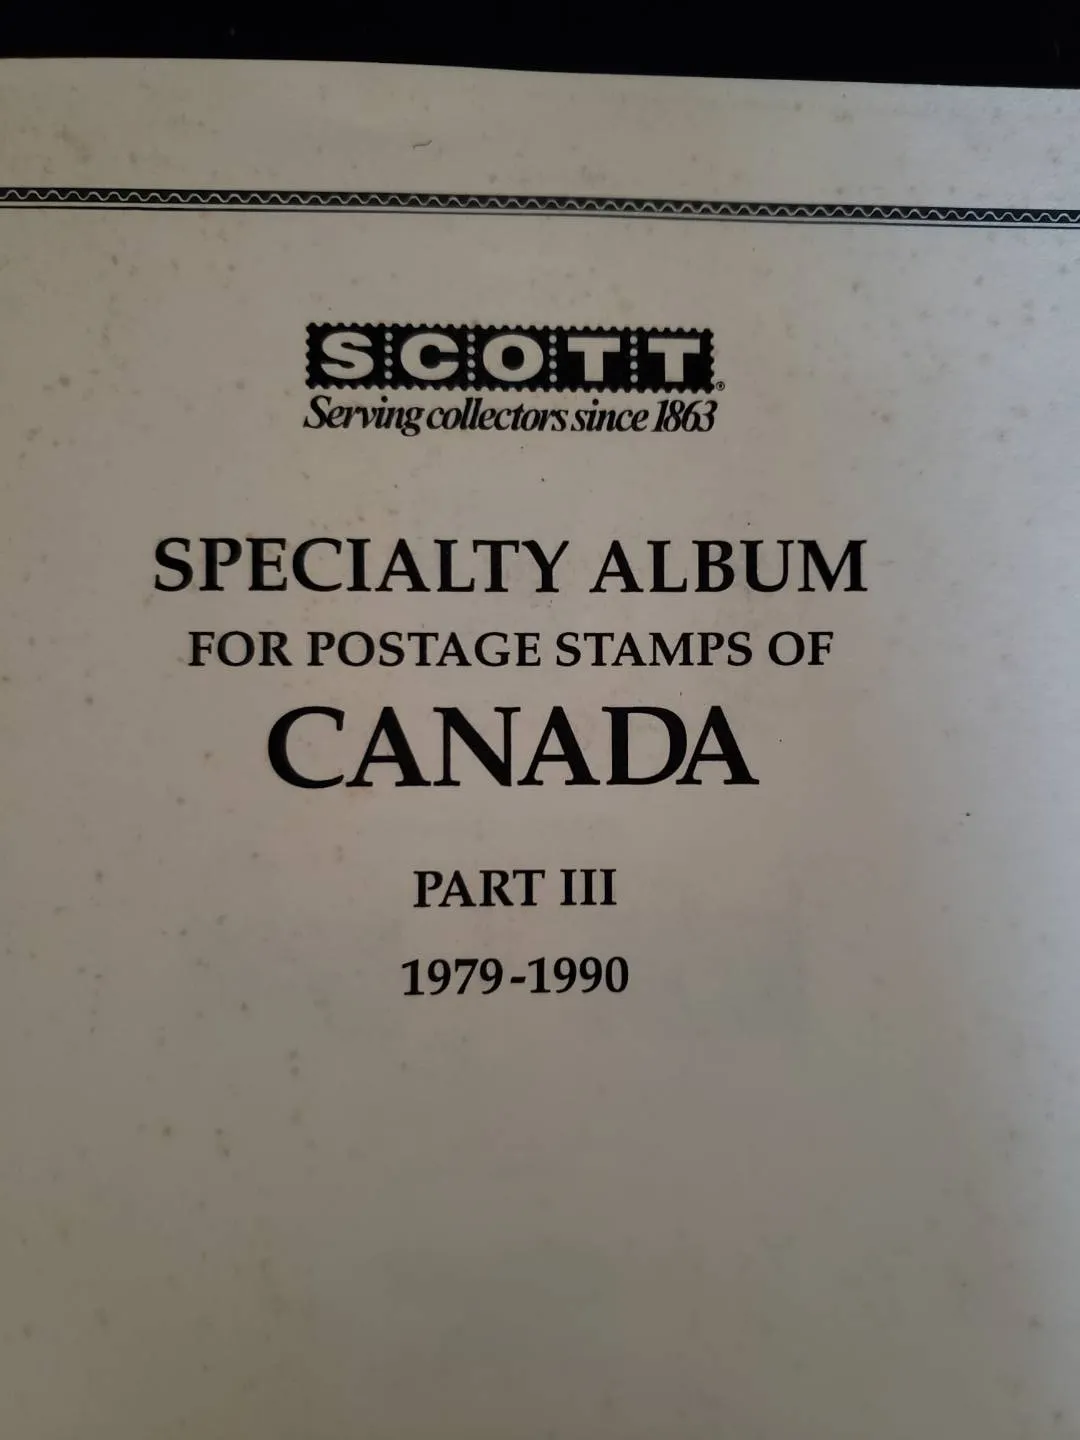 SCOTT®
Serving collectors since 1863
SPECIALTY ALBUM
FOR POSTAGE STAMPS OF
CANADA
PART III
1979-1990